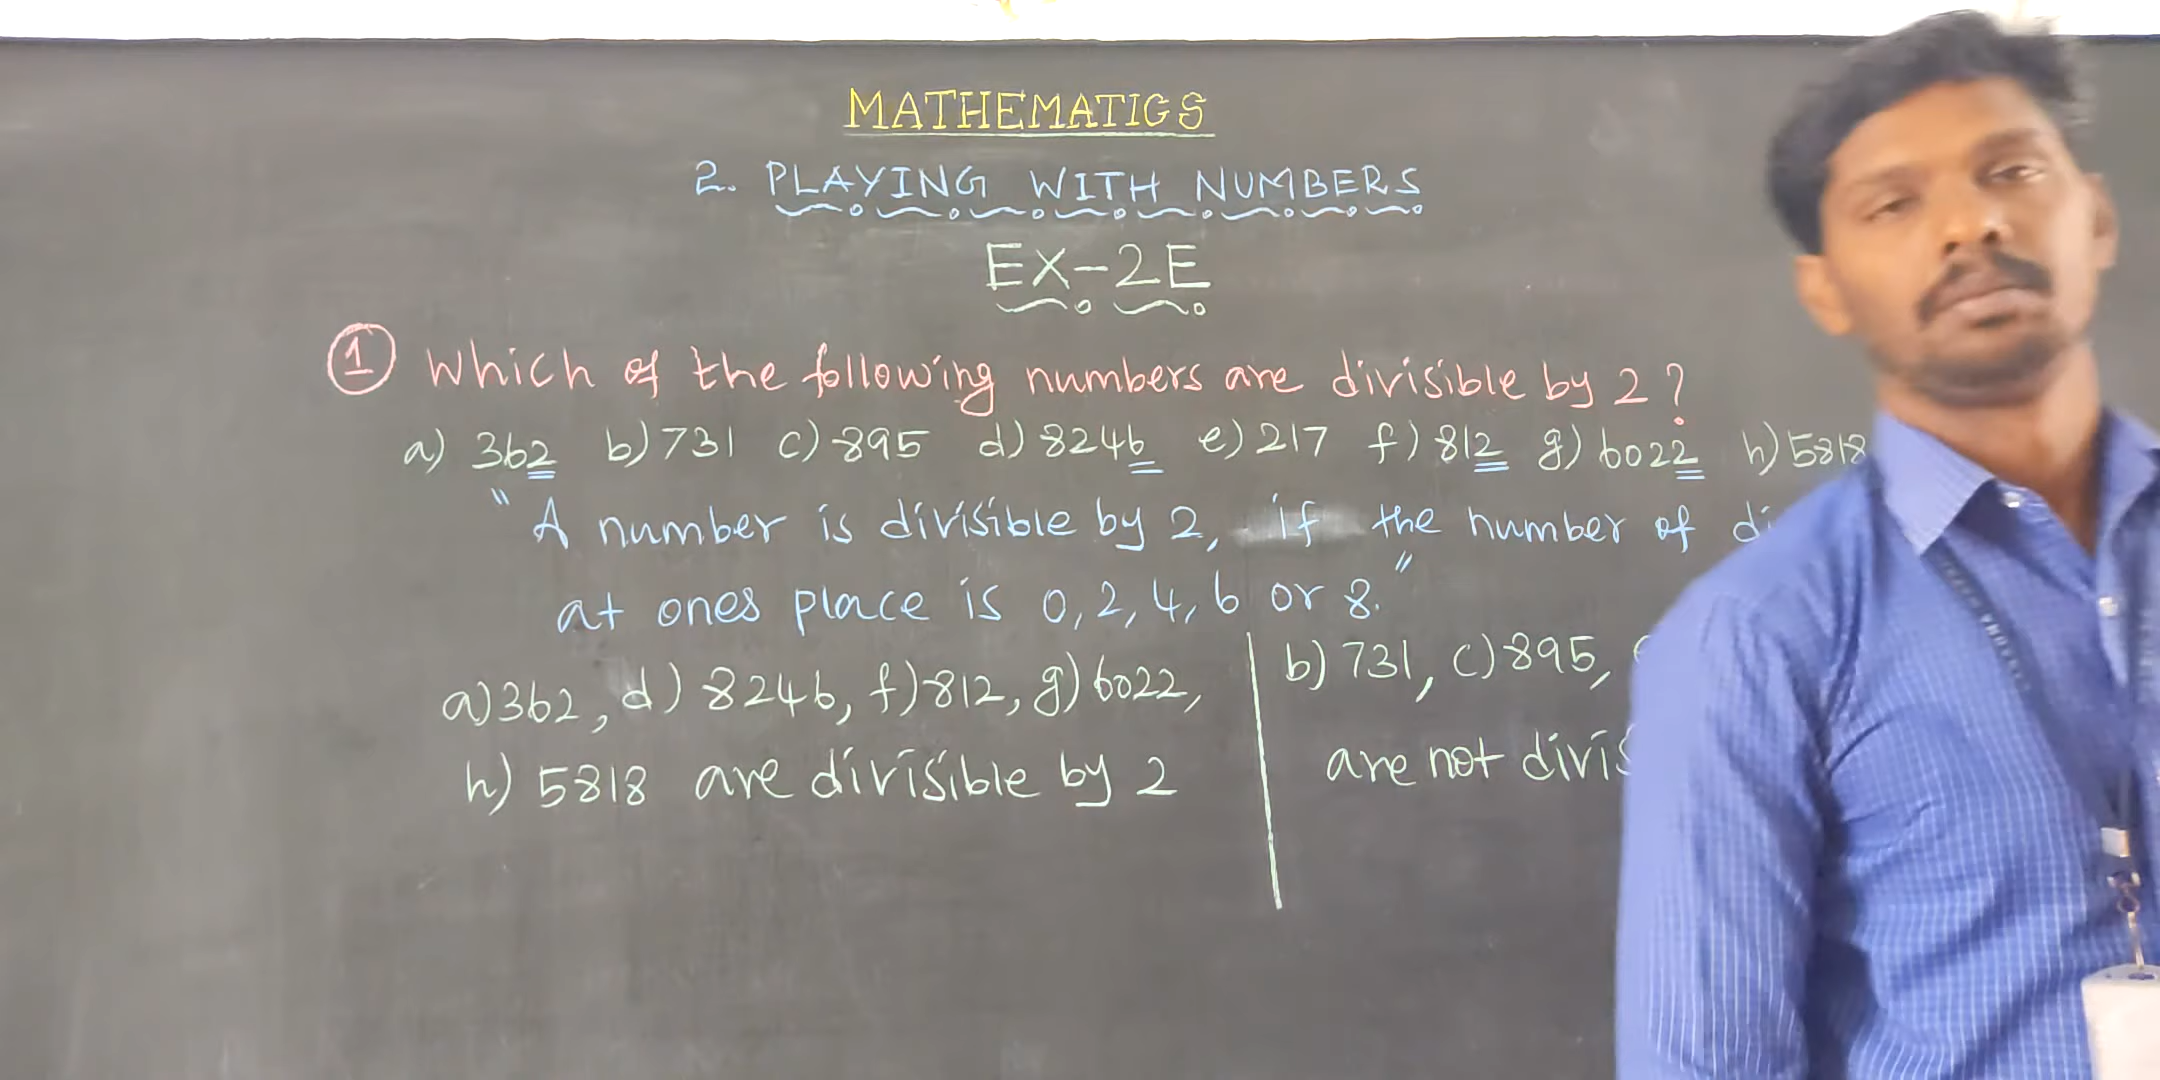 MATHEMATICS
2. PLAYING WITH NUMBERS
EX-2E
1 Which of the following numbers are divisible by 2?
a) 362 b) 731 c) 895 d) 8246 e) 217 f) 812 g) 6022 h) 5818
"A number is divisible by 2, if the number of
at ones place is 0, 2, 4, 6 or 8."
a) 362, d) 8246, f) 812, g) 6022,
h) 5818 are divisible by 2
b) 731, c) 895,
are not